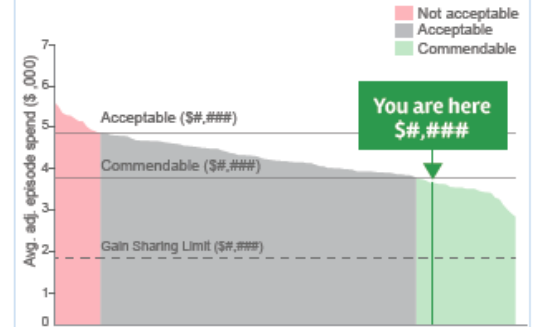 Not acceptable
Acceptable
Commendable
Avg. adj. episode spend ($ ,000)
7
6
5
4
3
2
1
0
You are here
$#,###
Acceptable ($#,###)
Commendable ($#,###)
Gain Sharing Limit ($#,###)